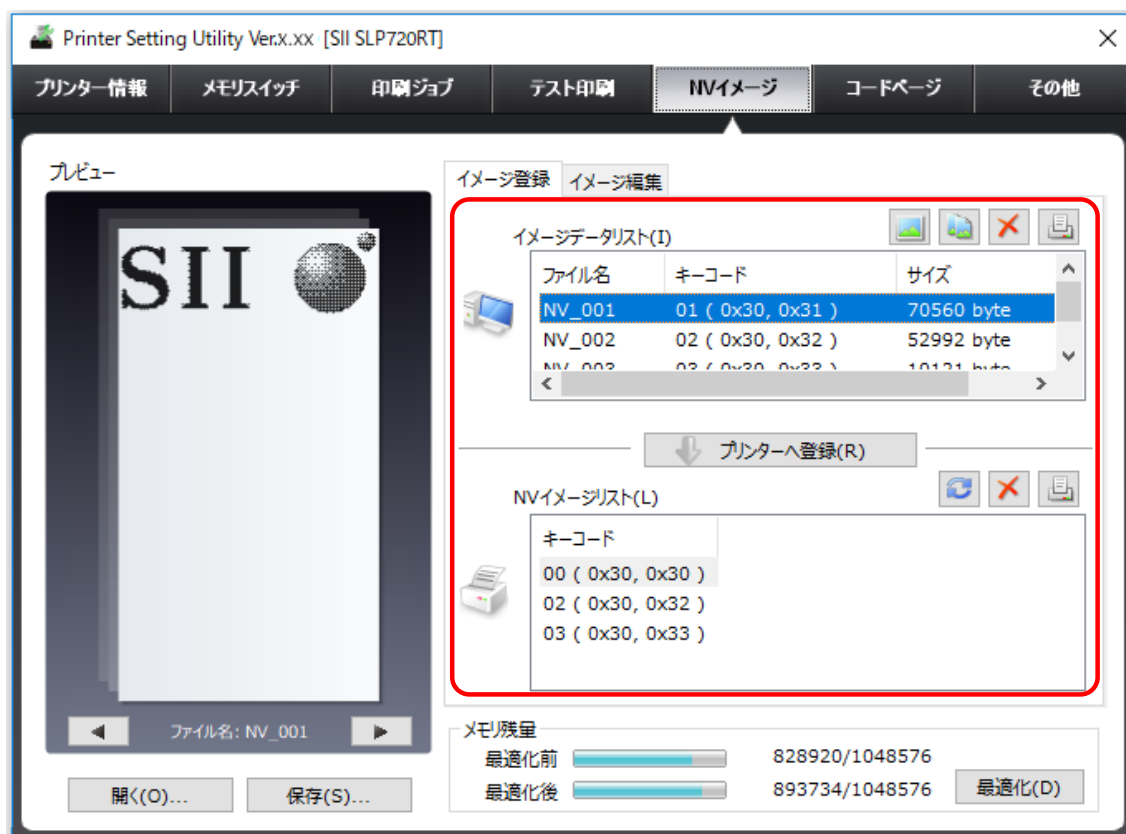 Printer Setting Utility Ver.x.xx [SII SLP720RT]
プリンター情報 メモリスイッチ 印刷ジョブ テスト印刷 NVイメージ コードページ その他
プレビュー
SII
ファイル名: NV_001
開く(O)... 保存(S)...
イメージ登録 イメージ編集
イメージデータリスト(I)
ファイル名 キーコード サイズ
NV_001 01 ( 0x30, 0x31 ) 70560 byte
NV_002 02 ( 0x30, 0x32 ) 52992 byte
NV_003 03 ( 0x30, 0x33 ) 10121 byte
プリンターへ登録(R)
NVイメージリスト(L)
キーコード
00 ( 0x30, 0x30 )
02 ( 0x30, 0x32 )
03 ( 0x30, 0x33 )
メモリ残量
最適化前 828920/1048576
最適化後 893734/1048576 最適化(D)